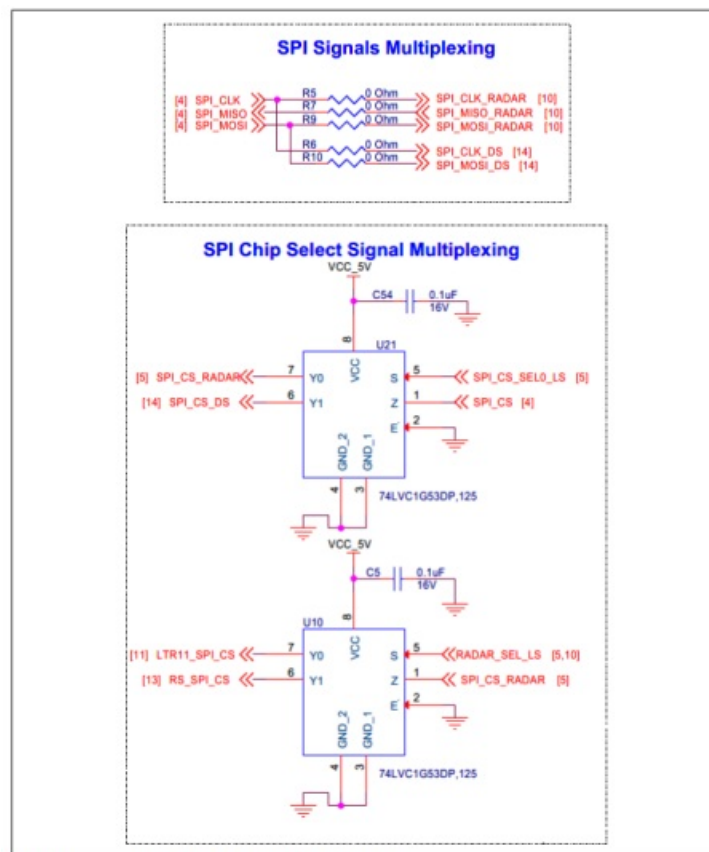 SPI Signals Multiplexing
[4] SPI_CLK R5 0 Ohm SPI_CLK_RADAR [10]
[4] SPI_MISO R7 0 Ohm SPI_MISO_RADAR [10]
[4] SPI_MOSI R9 0 Ohm SPI_MOSI_RADAR [10]
R6 0 Ohm SPI_CLK_DS [14]
R10 0 Ohm SPI_MOSI_DS [14]
SPI Chip Select Signal Multiplexing
VCC_5V
C54 0.1uF
16V
8 U21
VCC
[5] SPI_CS_RADAR 7 Y0 S 5 SPI_CS_SEL0_LS [5]
[14] SPI_CS_DS 6 Y1 Z 1 SPI_CS [4]
E 2
GND_2 GND_1
4 3 74LVC1G53DP,125
VCC_5V
C5 0.1uF
16V
U10 8
VCC
[11] LTR11_SPI_CS 7 Y0 S 5 RADAR_SEL_LS [5,10]
[13] RS_SPI_CS 6 Y1 Z 1 SPI_CS_RADAR [5]
E 2
GND_2 GND_1
4 3 74LVC1G53DP,125